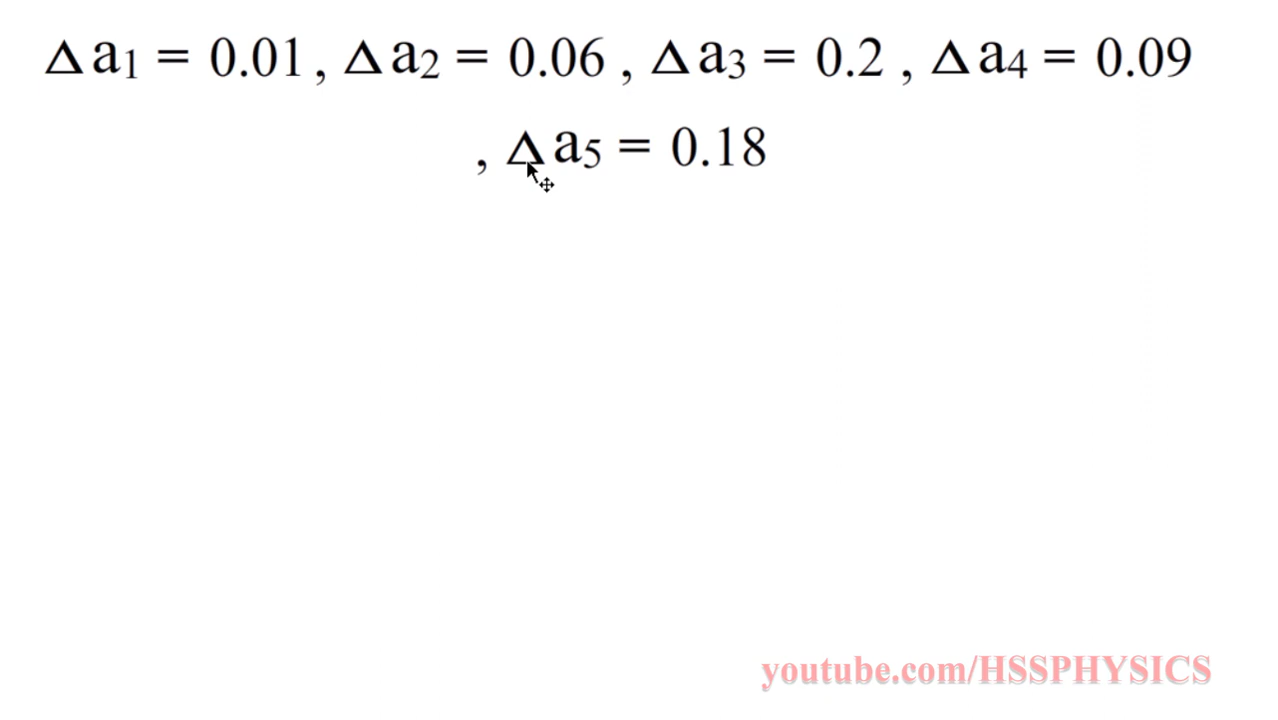 Δa₁ = 0.01, Δa₂ = 0.06 , Δa₃ = 0.2 , Δa₄ = 0.09
, Δa₅ = 0.18
youtube.com/HSSPHYSICS